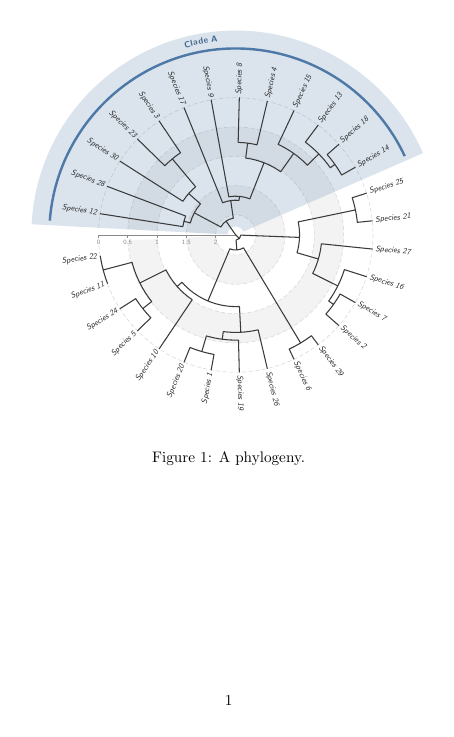 Clade A
Species 8
Species 4
Species 15
Species 13
Species 18
Species 14
Species 25
Species 21
Species 27
Species 16
Species 7
Species 2
Species 29
Species 6
Species 26
Species 19
Species 1
Species 20
Species 10
Species 5
Species 24
Species 11
Species 22
Species 12
Species 28
Species 30
Species 23
Species 3
Species 17
Species 9
0 0.5 1 1.5 2
Figure 1: A phylogeny.
1